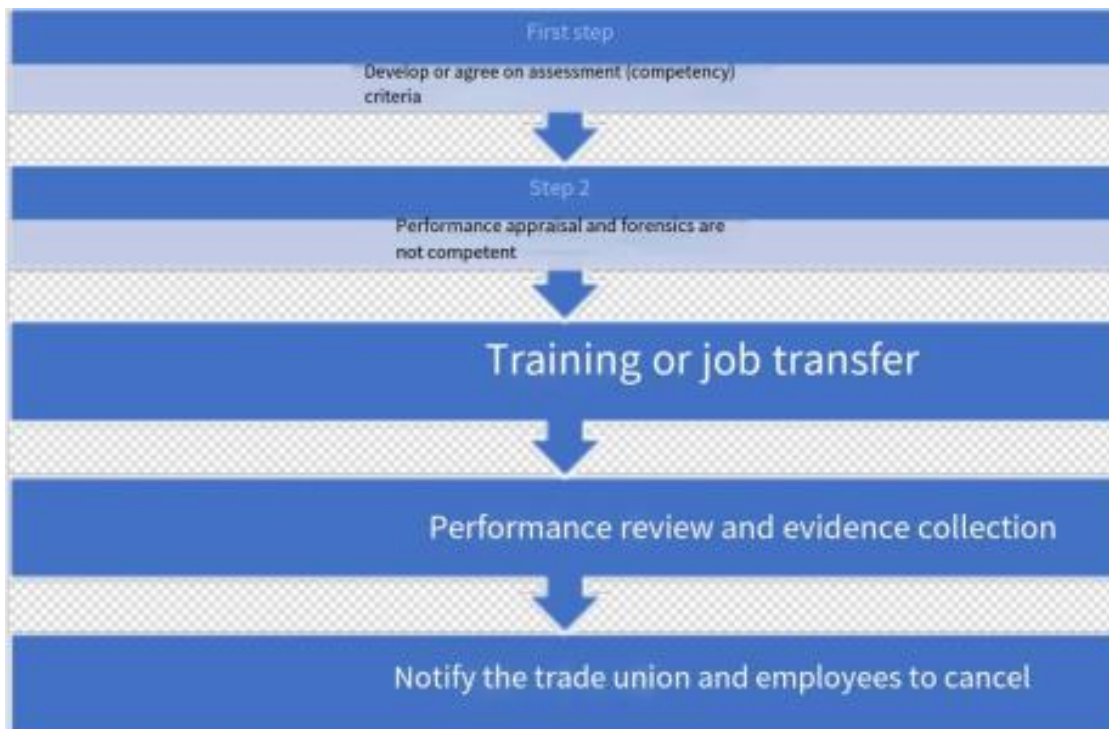 First step
Develop or agree on assessment (competency)
criteria
Step 2
Performance appraisal and forensics are
not competent
Training or job transfer
Performance review and evidence collection
Notify the trade union and employees to cancel